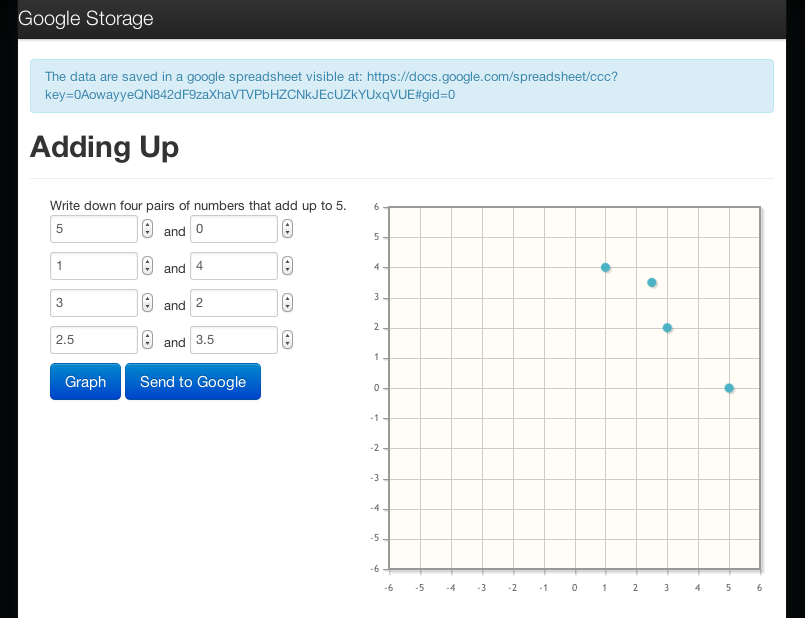 Google Storage
The data are saved in a google spreadsheet visible at: https://docs.google.com/spreadsheet/ccc?
key=0AowayyeQN842dF9zaXhaVTVPbHZCNkJEcUZkYUxqVUE#gid=0
Adding Up
Write down four pairs of numbers that add up to 5.
5 and 0
1 and 4
3 and 2
2.5 and 3.5
Graph Send to Google
6
5
4
3
2
1
0
-1
-2
-3
-4
-5
-6
-6 -5 -4 -3 -2 -1 0 1 2 3 4 5 6